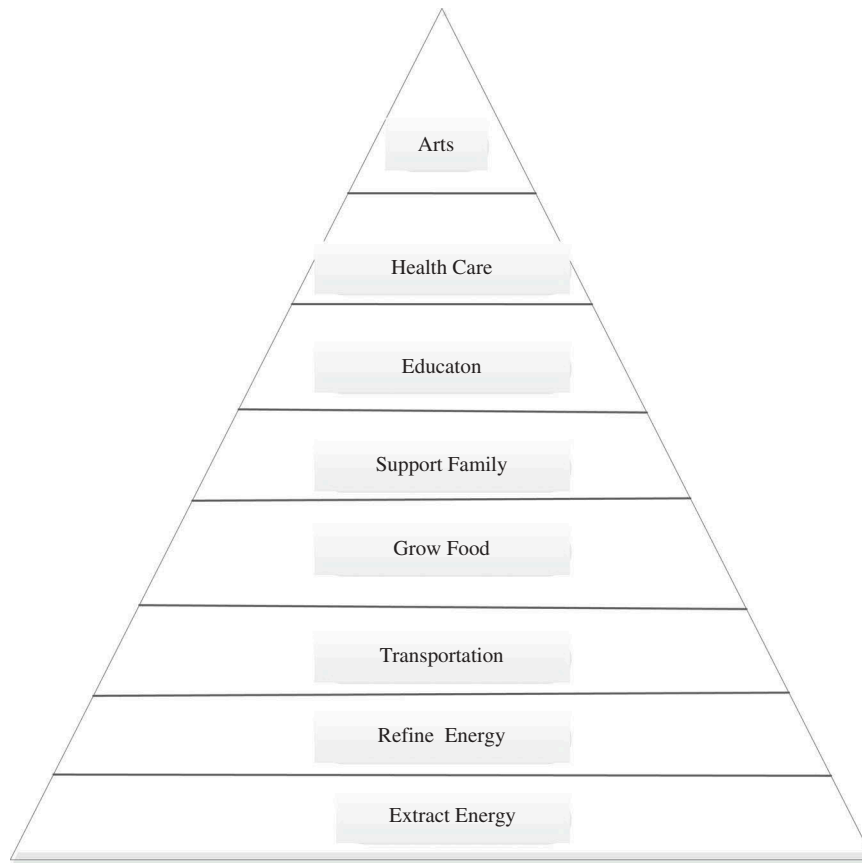 Arts
Health Care
Educaton
Support Family
Grow Food
Transportation
Refine Energy
Extract Energy